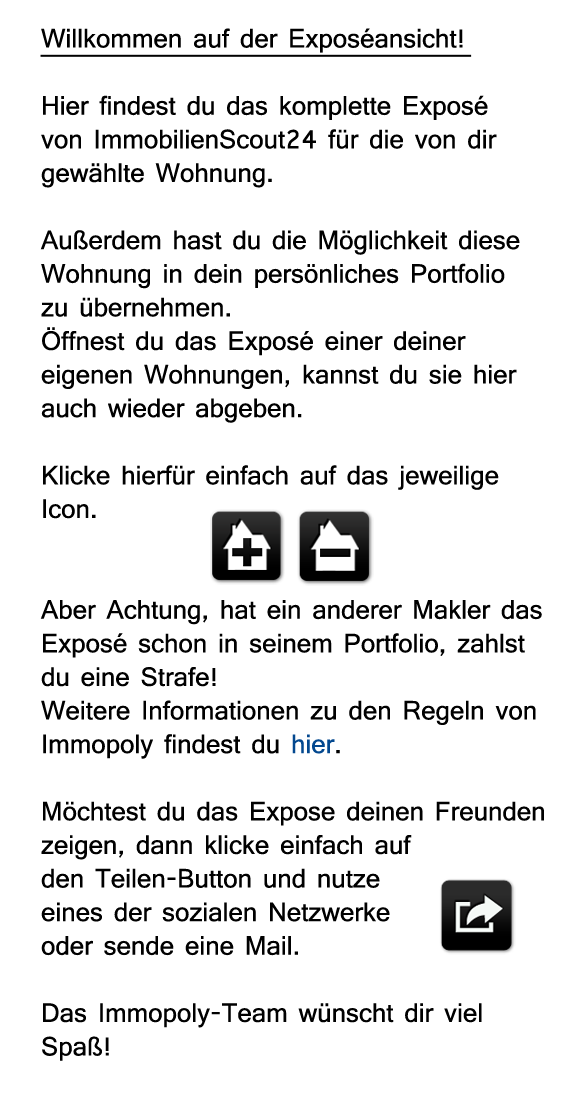 Willkommen auf der Exposéansicht!
Hier findest du das komplette Exposé
von ImmobilienScout24 für die von dir
gewählte Wohnung.
Außerdem hast du die Möglichkeit diese
Wohnung in dein persönliches Portfolio
zu übernehmen.
Öffnest du das Exposé einer deiner
eigenen Wohnungen, kannst du sie hier
auch wieder abgeben.
Klicke hierfür einfach auf das jeweilige
Icon.
Aber Achtung, hat ein anderer Makler das
Exposé schon in seinem Portfolio, zahlst
du eine Strafe!
Weitere Informationen zu den Regeln von
Immopoly findest du hier.
Möchtest du das Expose deinen Freunden
zeigen, dann klicke einfach auf
den Teilen-Button und nutze
eines der sozialen Netzwerke
oder sende eine Mail.
Das Immopoly-Team wünscht dir viel
Spaß!